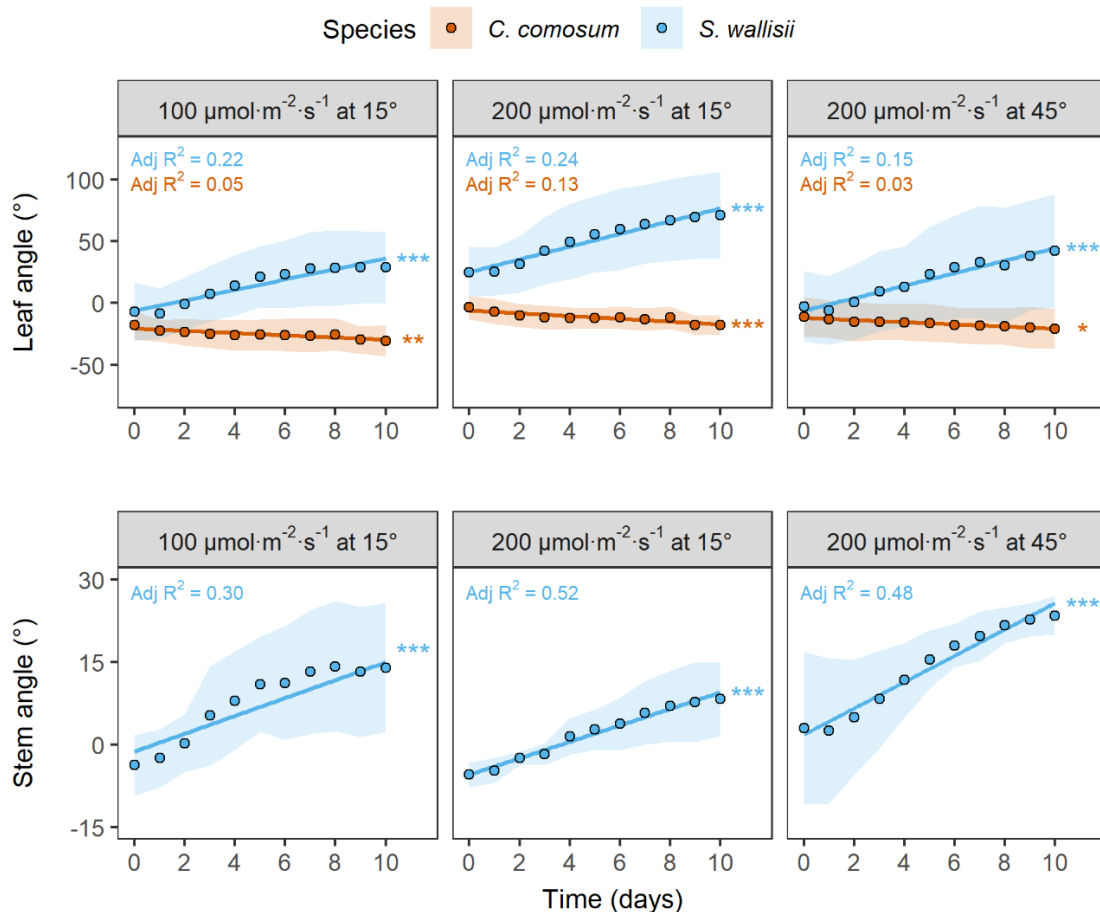 Species C. comosum S. wallisii
100 µmol·m⁻²·s⁻¹ at 15° 200 µmol·m⁻²·s⁻¹ at 15° 200 µmol·m⁻²·s⁻¹ at 45°
Adj R² = 0.22 Adj R² = 0.24 Adj R² = 0.15
Adj R² = 0.05 Adj R² = 0.13 Adj R² = 0.03
Leaf angle (°)
100
50
0
-50
*** *** ***
** *** *
0 2 4 6 8 10 0 2 4 6 8 10 0 2 4 6 8 10
100 µmol·m⁻²·s⁻¹ at 15° 200 µmol·m⁻²·s⁻¹ at 15° 200 µmol·m⁻²·s⁻¹ at 45°
Adj R² = 0.30 Adj R² = 0.52 Adj R² = 0.48
Stem angle (°)
30
15
0
-15
*** *** ***
0 2 4 6 8 10 0 2 4 6 8 10 0 2 4 6 8 10
Time (days)